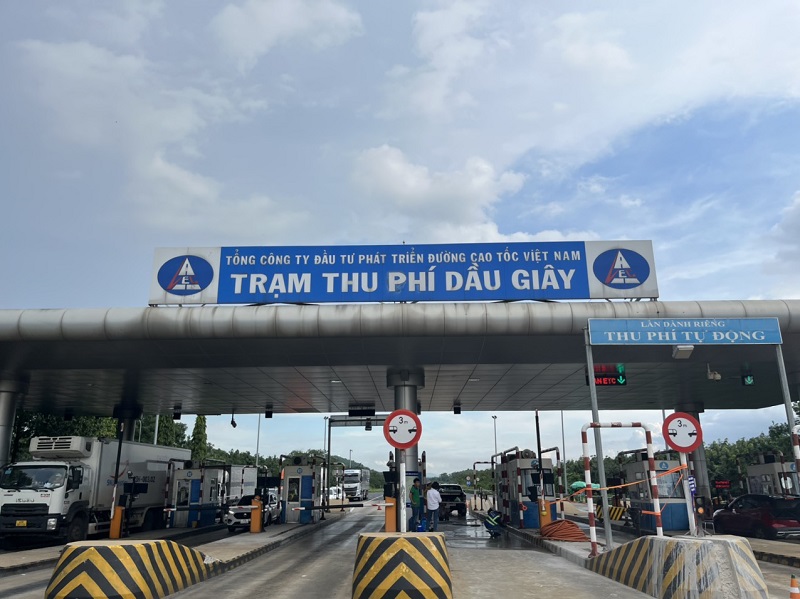 TỔNG CÔNG TY ĐẦU TƯ PHÁT TRIỂN ĐƯỜNG CAO TỐC VIỆT NAM
TRẠM THU PHÍ DẦU GIÂY
LÀN DÀNH RIÊNG
THU PHÍ TỰ ĐỘNG
3m
3m